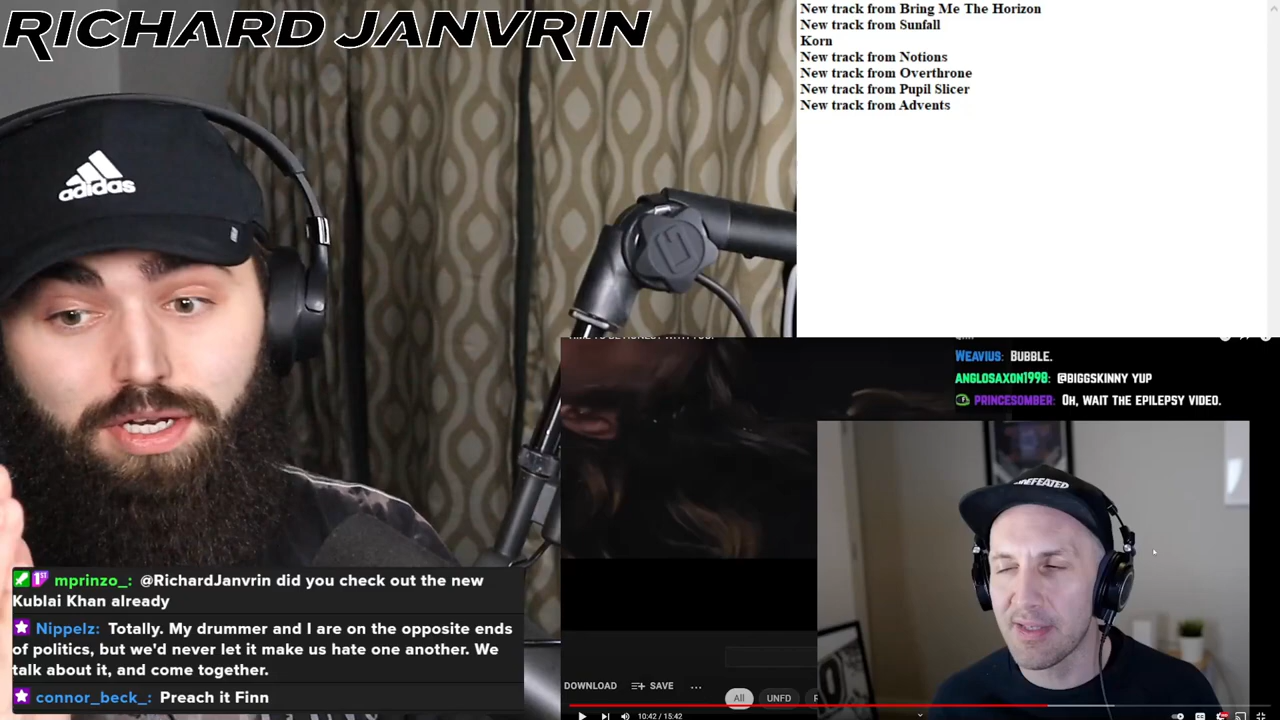 RICHARD JANVRIN
New track from Bring Me The Horizon
New track from Sunfall
Korn
New track from Notions
New track from Overthrone
New track from Pupil Slicer
New track from Advents
adidas
WEAVIUS: BUBBLE.
ANGLOSAXON1998: @BIGGSKINNY YUP
PRINCESOMBER: OH, WAIT THE EPILEPSY VIDEO.
UNDEFEATED
mprinzo_: @RichardJanvrin did you check out the new
Kublai Khan already
Nippelz: Totally. My drummer and I are on the opposite ends
of politics, but we'd never let it make us hate one another. We
talk about it, and come together.
connor_beck_: Preach it Finn
DOWNLOAD SAVE ...
All UNFD
10:42 / 15:42